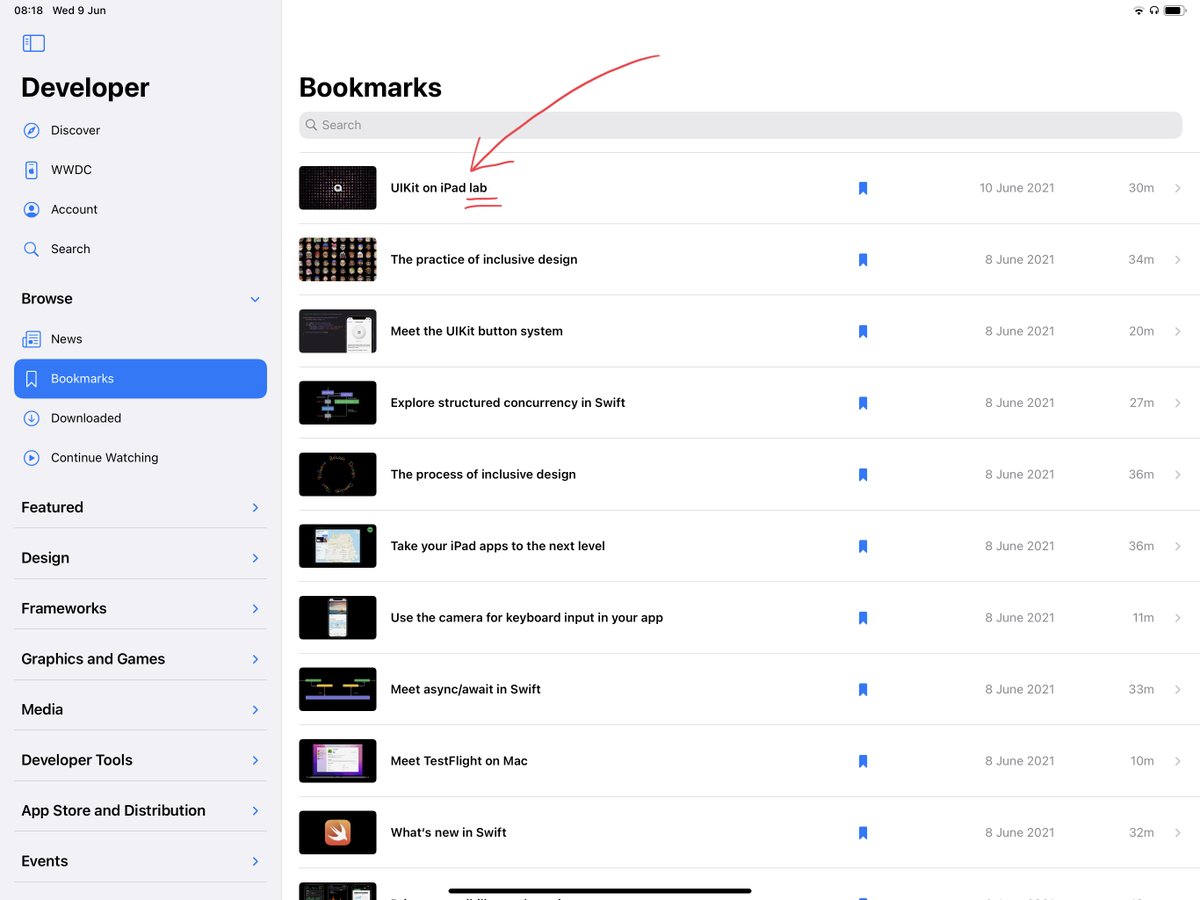 08:18 Wed 9 Jun
Developer
Discover
WWDC
Account
Search
Browse
News
Bookmarks
Downloaded
Continue Watching
Featured
Design
Frameworks
Graphics and Games
Media
Developer Tools
App Store and Distribution
Events
Bookmarks
Search
UIKit on iPad lab 10 June 2021 30m
The practice of inclusive design 8 June 2021 34m
Meet the UIKit button system 8 June 2021 20m
Explore structured concurrency in Swift 8 June 2021 27m
The process of inclusive design 8 June 2021 36m
Take your iPad apps to the next level 8 June 2021 36m
Use the camera for keyboard input in your app 8 June 2021 11m
Meet async/await in Swift 8 June 2021 33m
Meet TestFlight on Mac 8 June 2021 10m
What's new in Swift 8 June 2021 32m